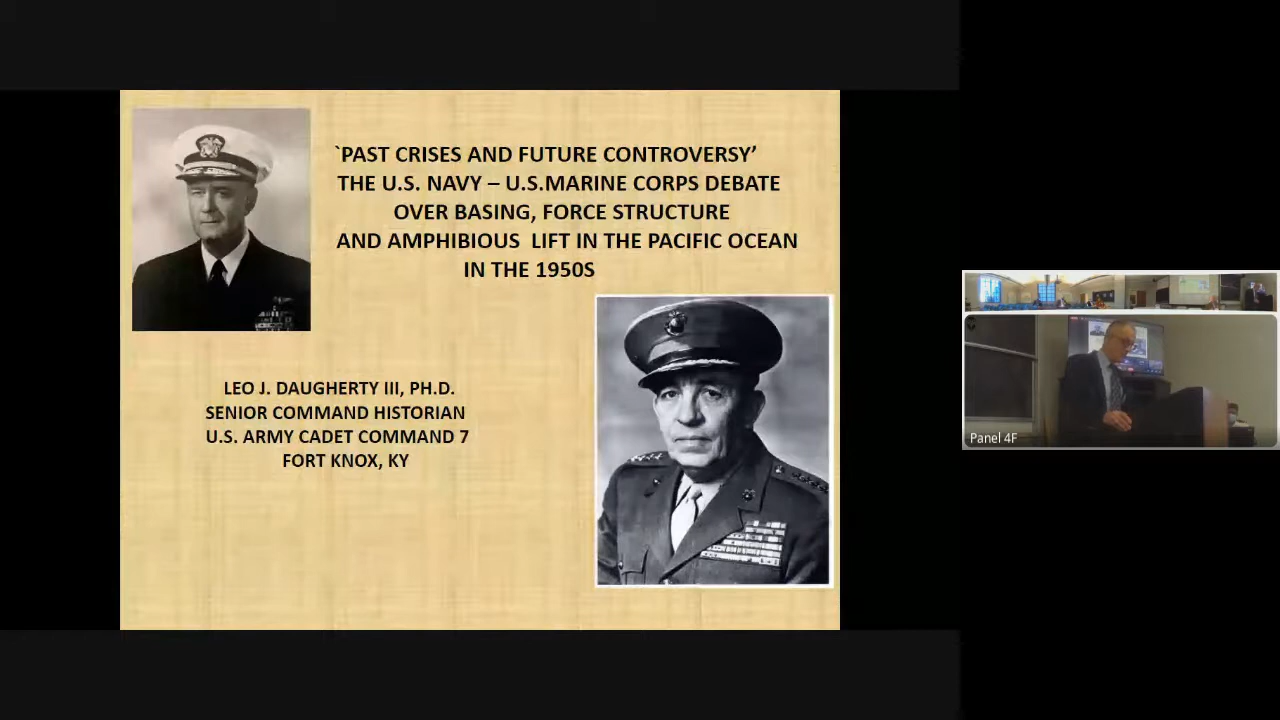 `PAST CRISES AND FUTURE CONTROVERSY’
THE U.S. NAVY – U.S.MARINE CORPS DEBATE
OVER BASING, FORCE STRUCTURE
AND AMPHIBIOUS LIFT IN THE PACIFIC OCEAN
IN THE 1950S
LEO J. DAUGHERTY III, PH.D.
SENIOR COMMAND HISTORIAN
U.S. ARMY CADET COMMAND 7
FORT KNOX, KY
Panel 4F